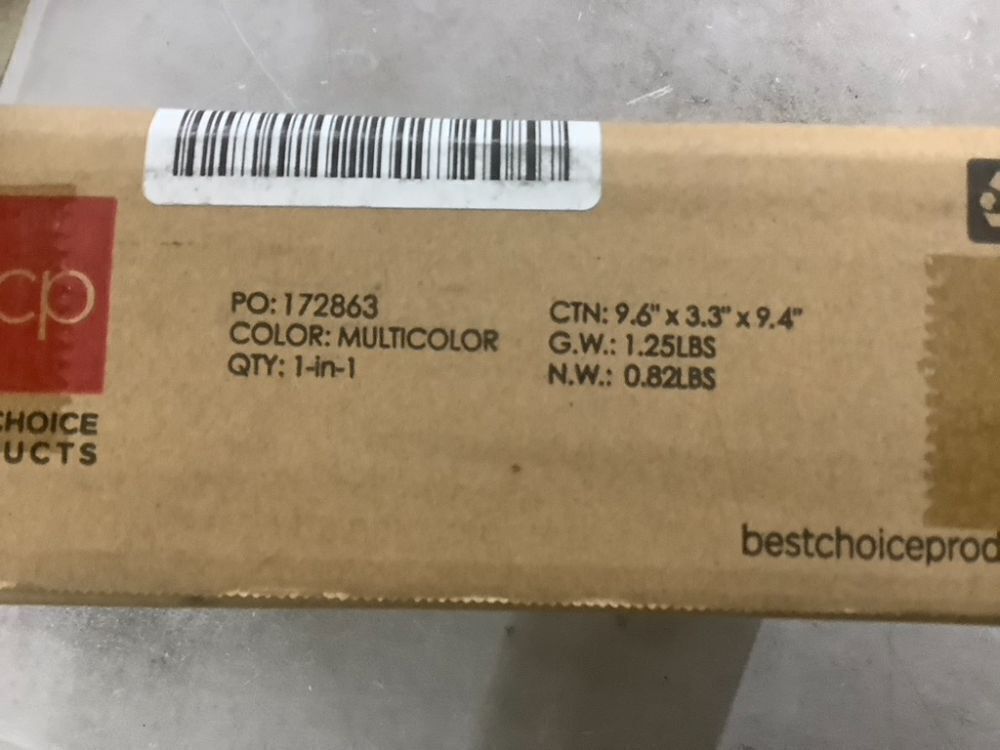 cp
CHOICE
UCTS
PO: 172863
COLOR: MULTICOLOR
QTY: 1-in-1
CTN: 9.6" x 3.3" x 9.4"
G.W.: 1.25LBS
N.W.: 0.82LBS
bestchoiceprod